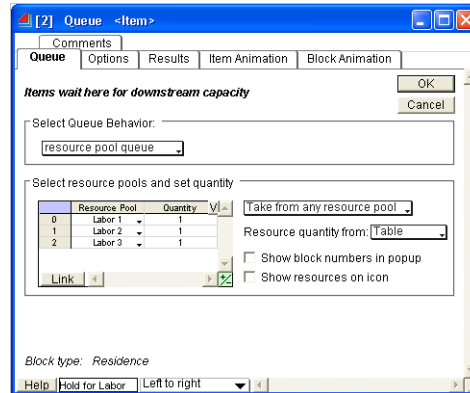 [2] Queue <Item>
Comments
Queue Options Results Item Animation Block Animation
Items wait here for downstream capacity
OK
Cancel
Select Queue Behavior:
resource pool queue
Select resource pools and set quantity
Resource Pool Quantity V
0 Labor 1 1
1 Labor 2 1
2 Labor 3 1
Link
Take from any resource pool
Resource quantity from: Table
Show block numbers in popup
Show resources on icon
Block type: Residence
Help Hold for Labor Left to right